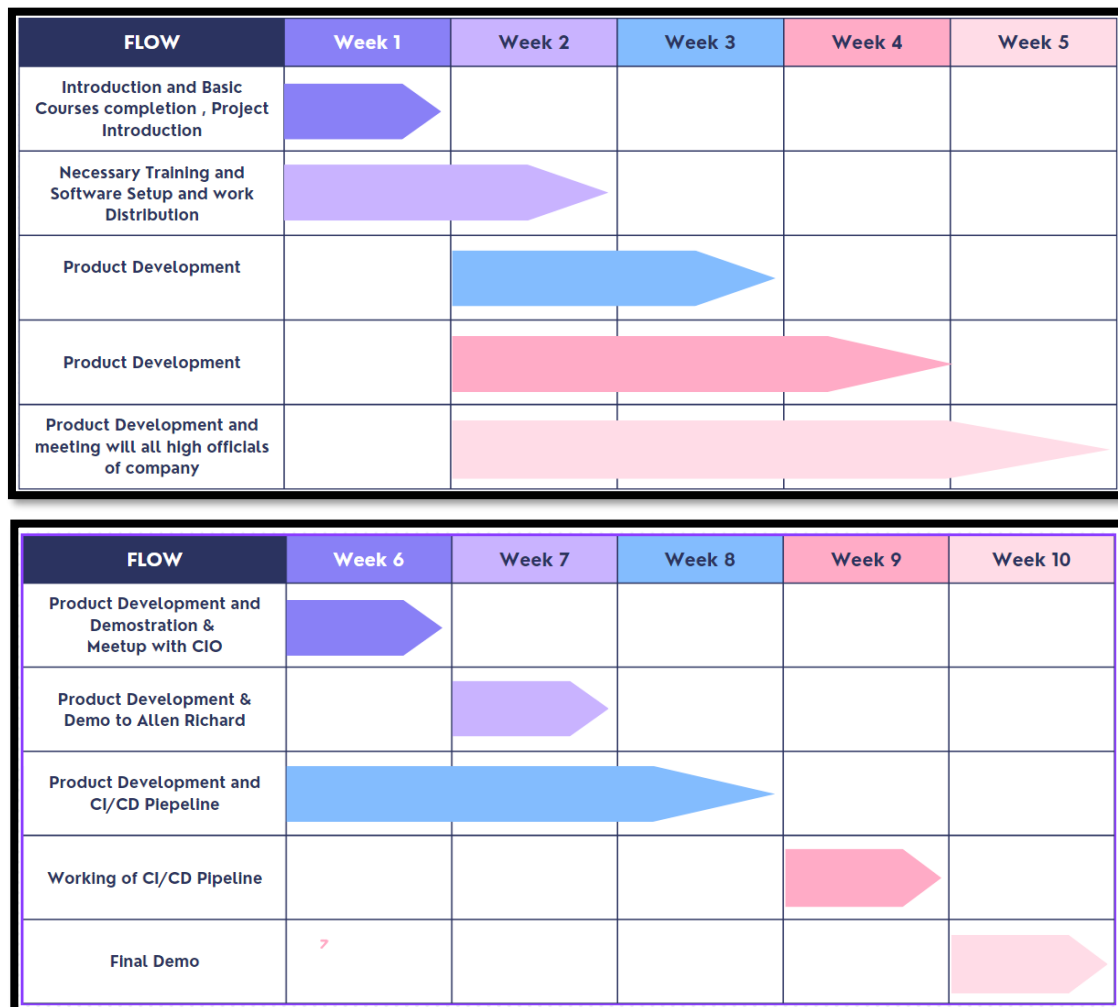 FLOW Week 1 Week 2 Week 3 Week 4 Week 5
Introduction and Basic
Courses completion , Project
Introduction
Necessary Training and
Software Setup and work
Distribution
Product Development
Product Development
Product Development and
meeting will all high officials
of company
FLOW Week 6 Week 7 Week 8 Week 9 Week 10
Product Development and
Demostration &
Meetup with CIO
Product Development &
Demo to Allen Richard
Product Development and
CI/CD Piepeline
Working of CI/CD Pipeline
Final Demo